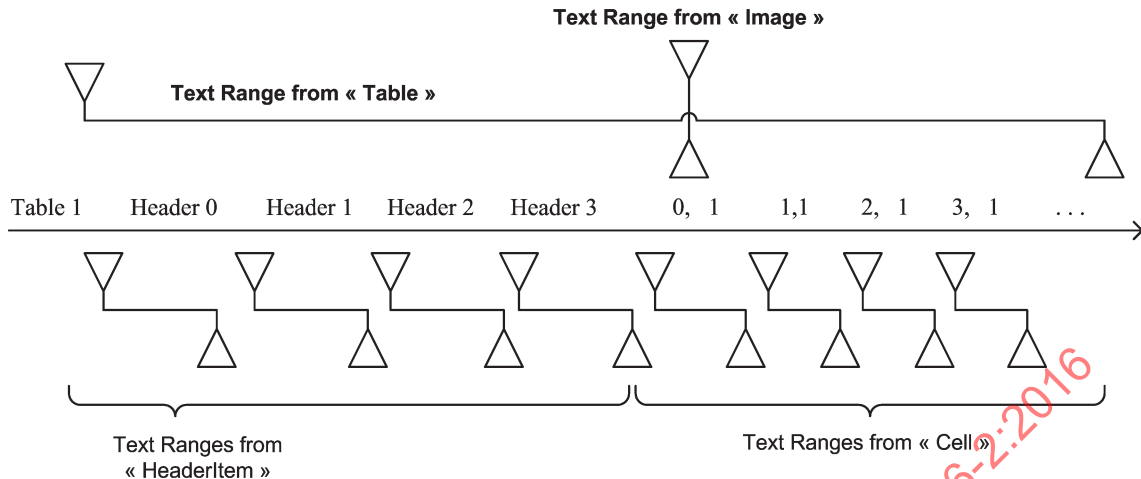 Text Range from « Image »
Text Range from « Table »
Table 1 Header 0 Header 1 Header 2 Header 3 0, 1 1,1 2, 1 3, 1 . . .
Text Ranges from
« HeaderItem »
Text Ranges from « Cell »
6-2:2016